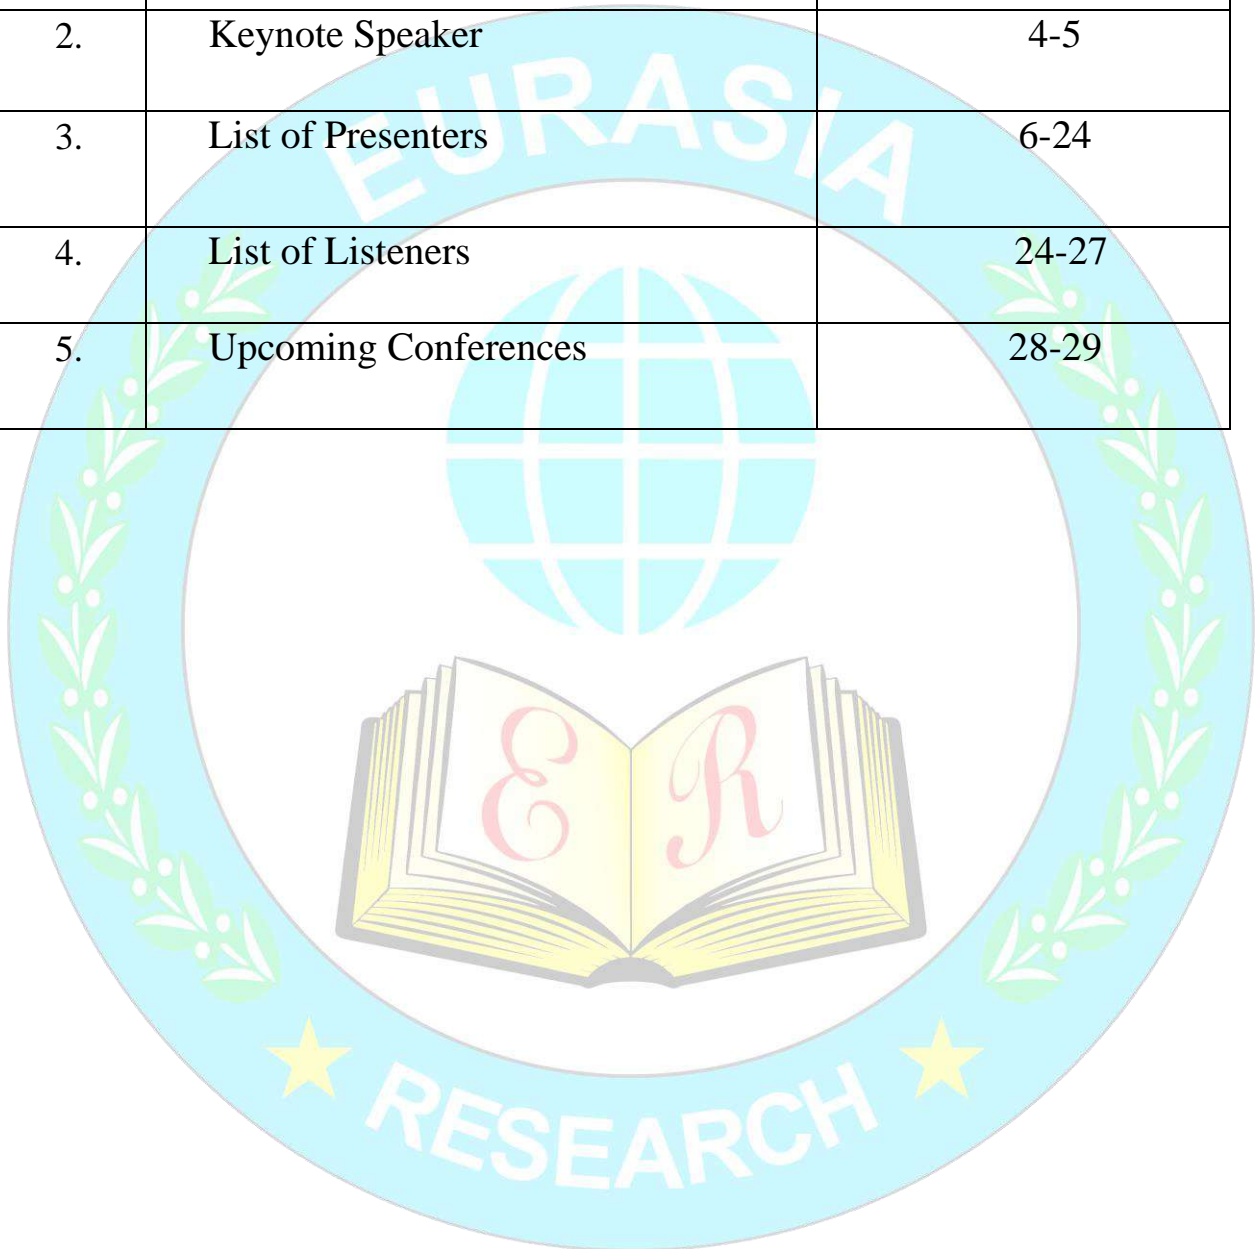 2. Keynote Speaker 4-5
3. List of Presenters 6-24
4. List of Listeners 24-27
5. Upcoming Conferences 28-29
EURASIA
E R
RESEARCH